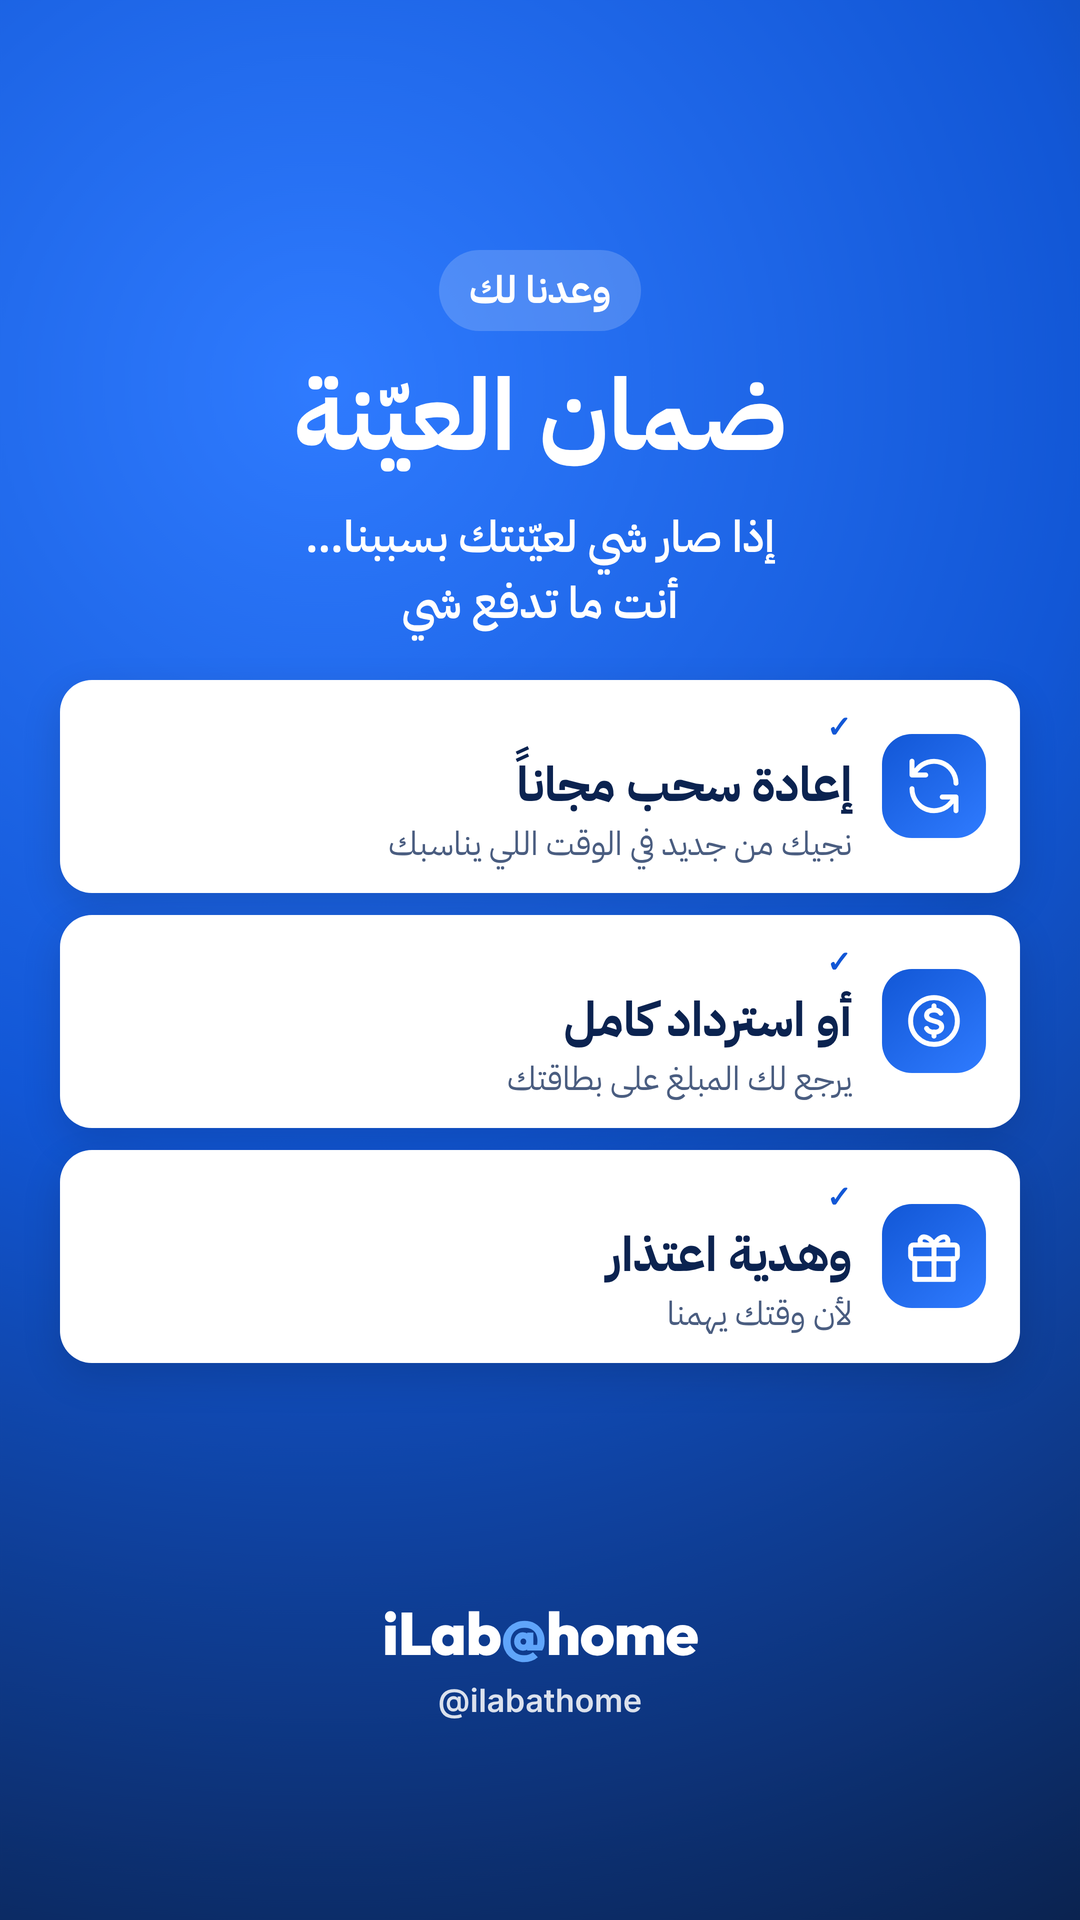 وعدنا لك
ضمان العيّنة
إذا صار شي لعيّنتك بسببنا...
أنت ما تدفع شي
✓
إعادة سحب مجاناً
نجيك من جديد في الوقت اللي يناسبك
✓
أو استرداد كامل
يرجع لك المبلغ على بطاقتك
✓
وهدية اعتذار
لأن وقتك يهمنا
iLab@home
@ilabathome